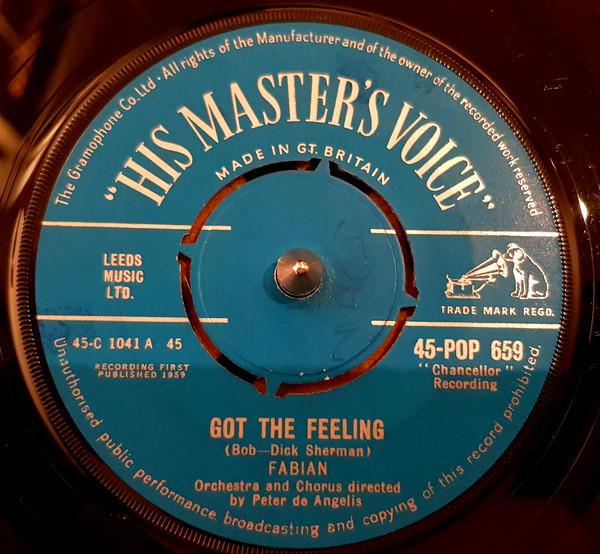 The Gramophone Co. Ltd · All rights of the Manufacturer and of the owner of the recorded work reserved
"HIS MASTER'S VOICE"
MADE IN GT. BRITAIN
LEEDS
MUSIC
LTD.
TRADE MARK REGD.
45-C 1041 A 45
RECORDING FIRST
PUBLISHED 1959
45-POP 659
"Chancellor"
Recording
GOT THE FEELING
(Bob—Dick Sherman)
FABIAN
Orchestra and Chorus directed
by Peter de Angelis
Unauthorised public performance, broadcasting and copying of this record prohibited.